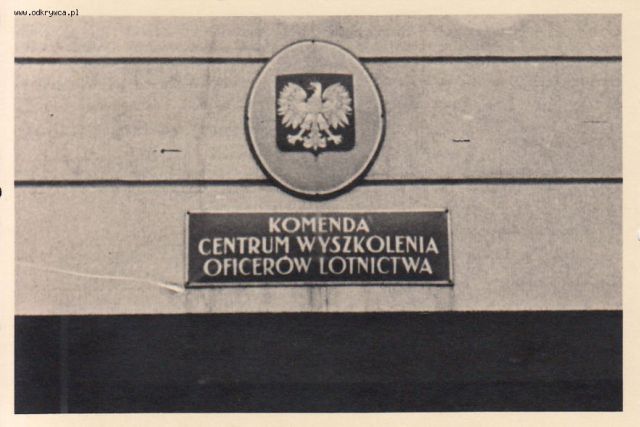 www.odkrywca.pl
KOMENDA
CENTRUM WYSZKOLENIA
OFICERÓW LOTNICTWA